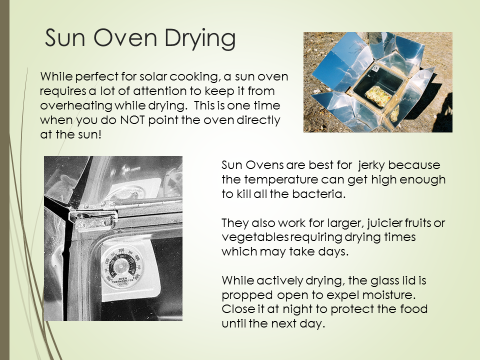 Sun Oven Drying
While perfect for solar cooking, a sun oven
requires a lot of attention to keep it from
overheating while drying.  This is one time
when you do NOT point the oven directly
at the sun!
Sun Ovens are best for  jerky because
the temperature can get high enough
to kill all the bacteria.
They also work for larger, juicier fruits or
vegetables requiring drying times
which may take days.
While actively drying, the glass lid is
propped open to expel moisture.
Close it at night to protect the food
until the next day.